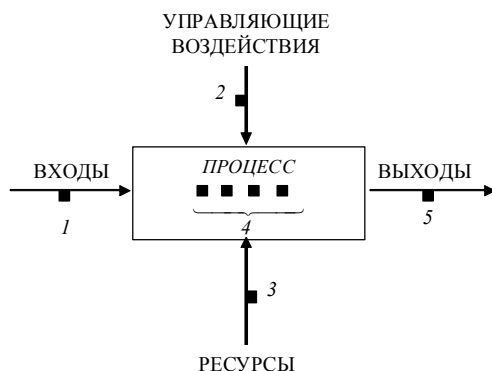 УПРАВЛЯЮЩИЕ
ВОЗДЕЙСТВИЯ
2
ВХОДЫ
ПРОЦЕСС
ВЫХОДЫ
1
4
5
3
РЕСУРСЫ